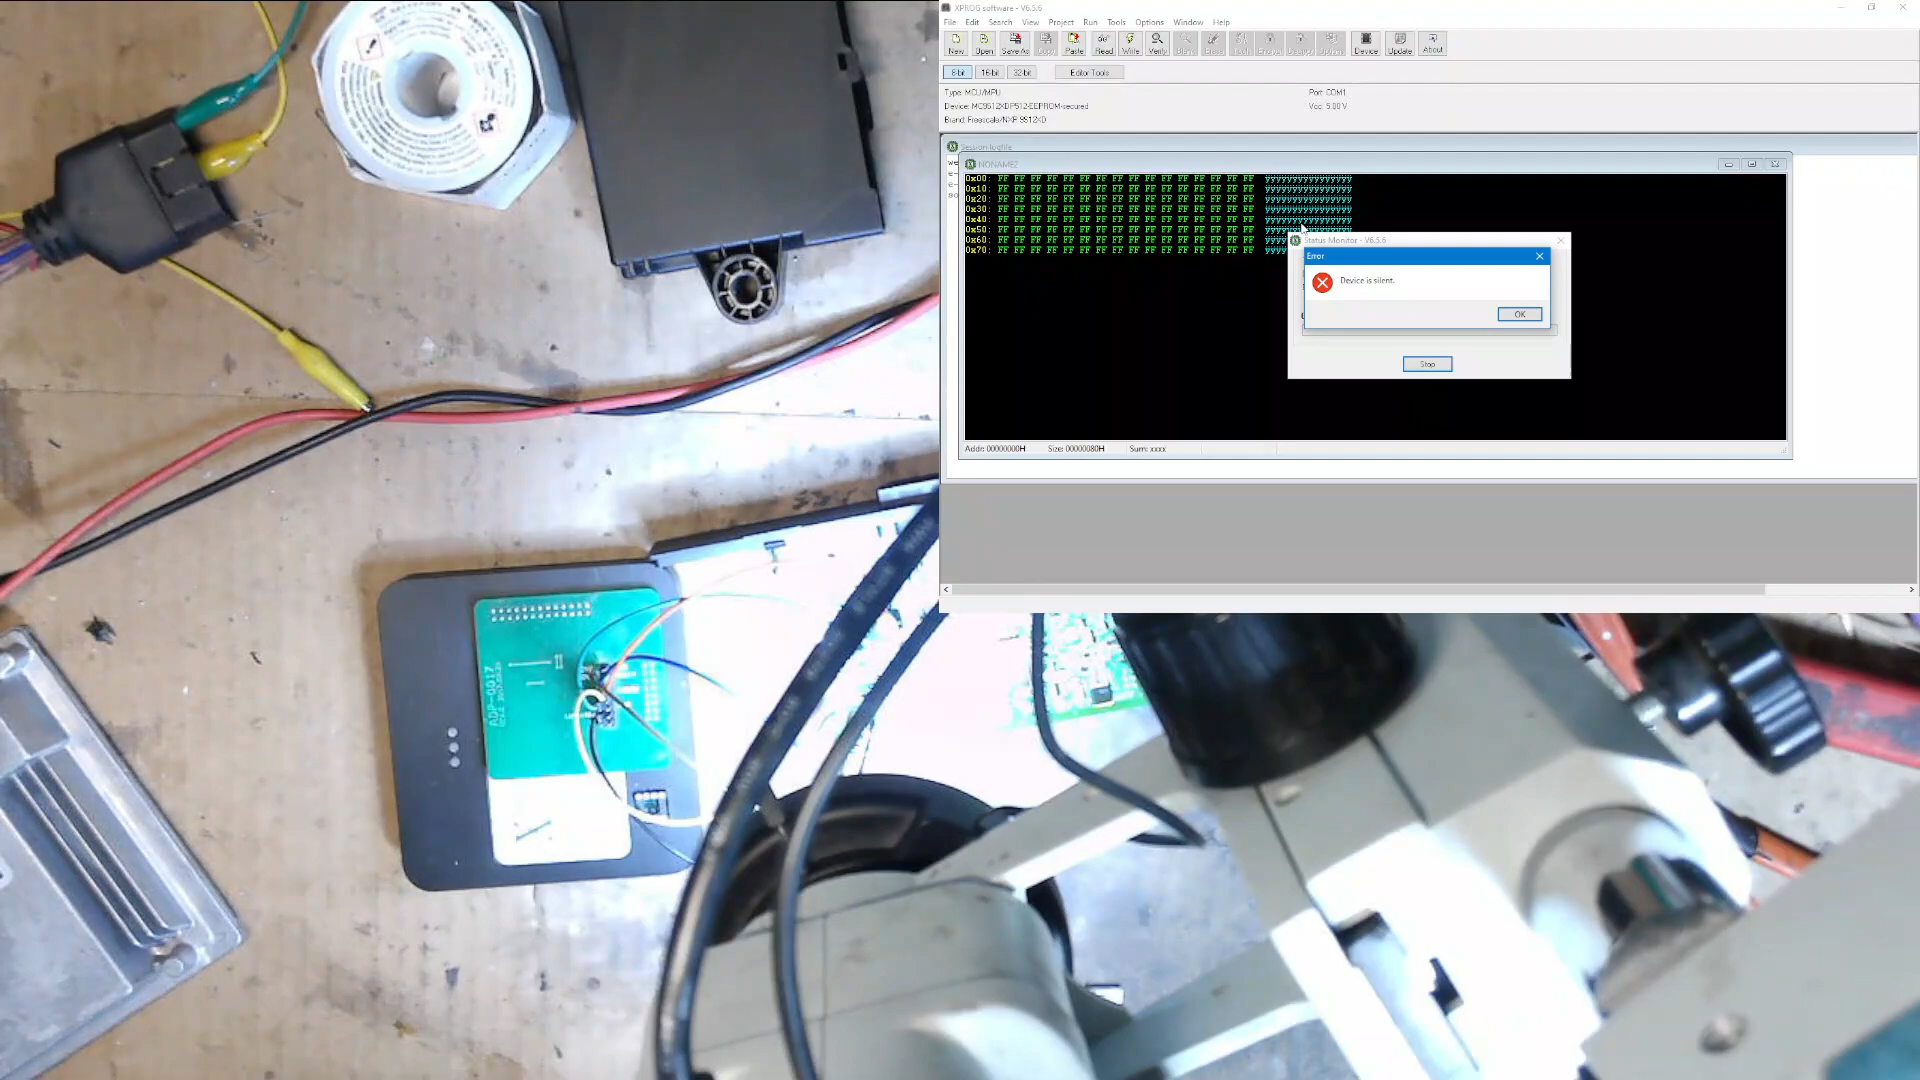 XPROG software - V6.5.6
File Edit Search View Project Run Tools Options Window Help
New Open Save As Paste Read Write Verify Device Update About
8-bit 16-bit 32-bit Editor Tools
Type: MCU/MPU Port: COM1
Device: MC9S12XDP512-EEPROM-secured Vcc: 5.00 V
Brand: Freescale/NXP 9S12XD
Session logfile
NONAME2
0x00: FF FF FF FF FF FF FF FF FF FF FF FF FF FF FF FF ÿÿÿÿÿÿÿÿÿÿÿÿÿÿÿÿ
0x10: FF FF FF FF FF FF FF FF FF FF FF FF FF FF FF FF ÿÿÿÿÿÿÿÿÿÿÿÿÿÿÿÿ
0x20: FF FF FF FF FF FF FF FF FF FF FF FF FF FF FF FF ÿÿÿÿÿÿÿÿÿÿÿÿÿÿÿÿ
0x30: FF FF FF FF FF FF FF FF FF FF FF FF FF FF FF FF ÿÿÿÿÿÿÿÿÿÿÿÿÿÿÿÿ
0x40: FF FF FF FF FF FF FF FF FF FF FF FF FF FF FF FF ÿÿÿÿÿÿÿÿÿÿÿÿÿÿÿÿ
0x50: FF FF FF FF FF FF FF FF FF FF FF FF FF FF FF FF ÿÿÿÿÿÿÿÿÿÿÿÿÿÿÿÿ
0x60: FF FF FF FF FF FF FF FF FF FF FF FF FF FF FF FF ÿÿÿÿ
0x70: FF FF FF FF FF FF FF FF FF FF FF FF FF FF FF FF ÿÿÿÿ
Status Monitor - V6.5.6
Error
Device is silent.
OK
Stop
Addr: 00000000H Size: 00000080H Sum: xxxx
ADP-0017